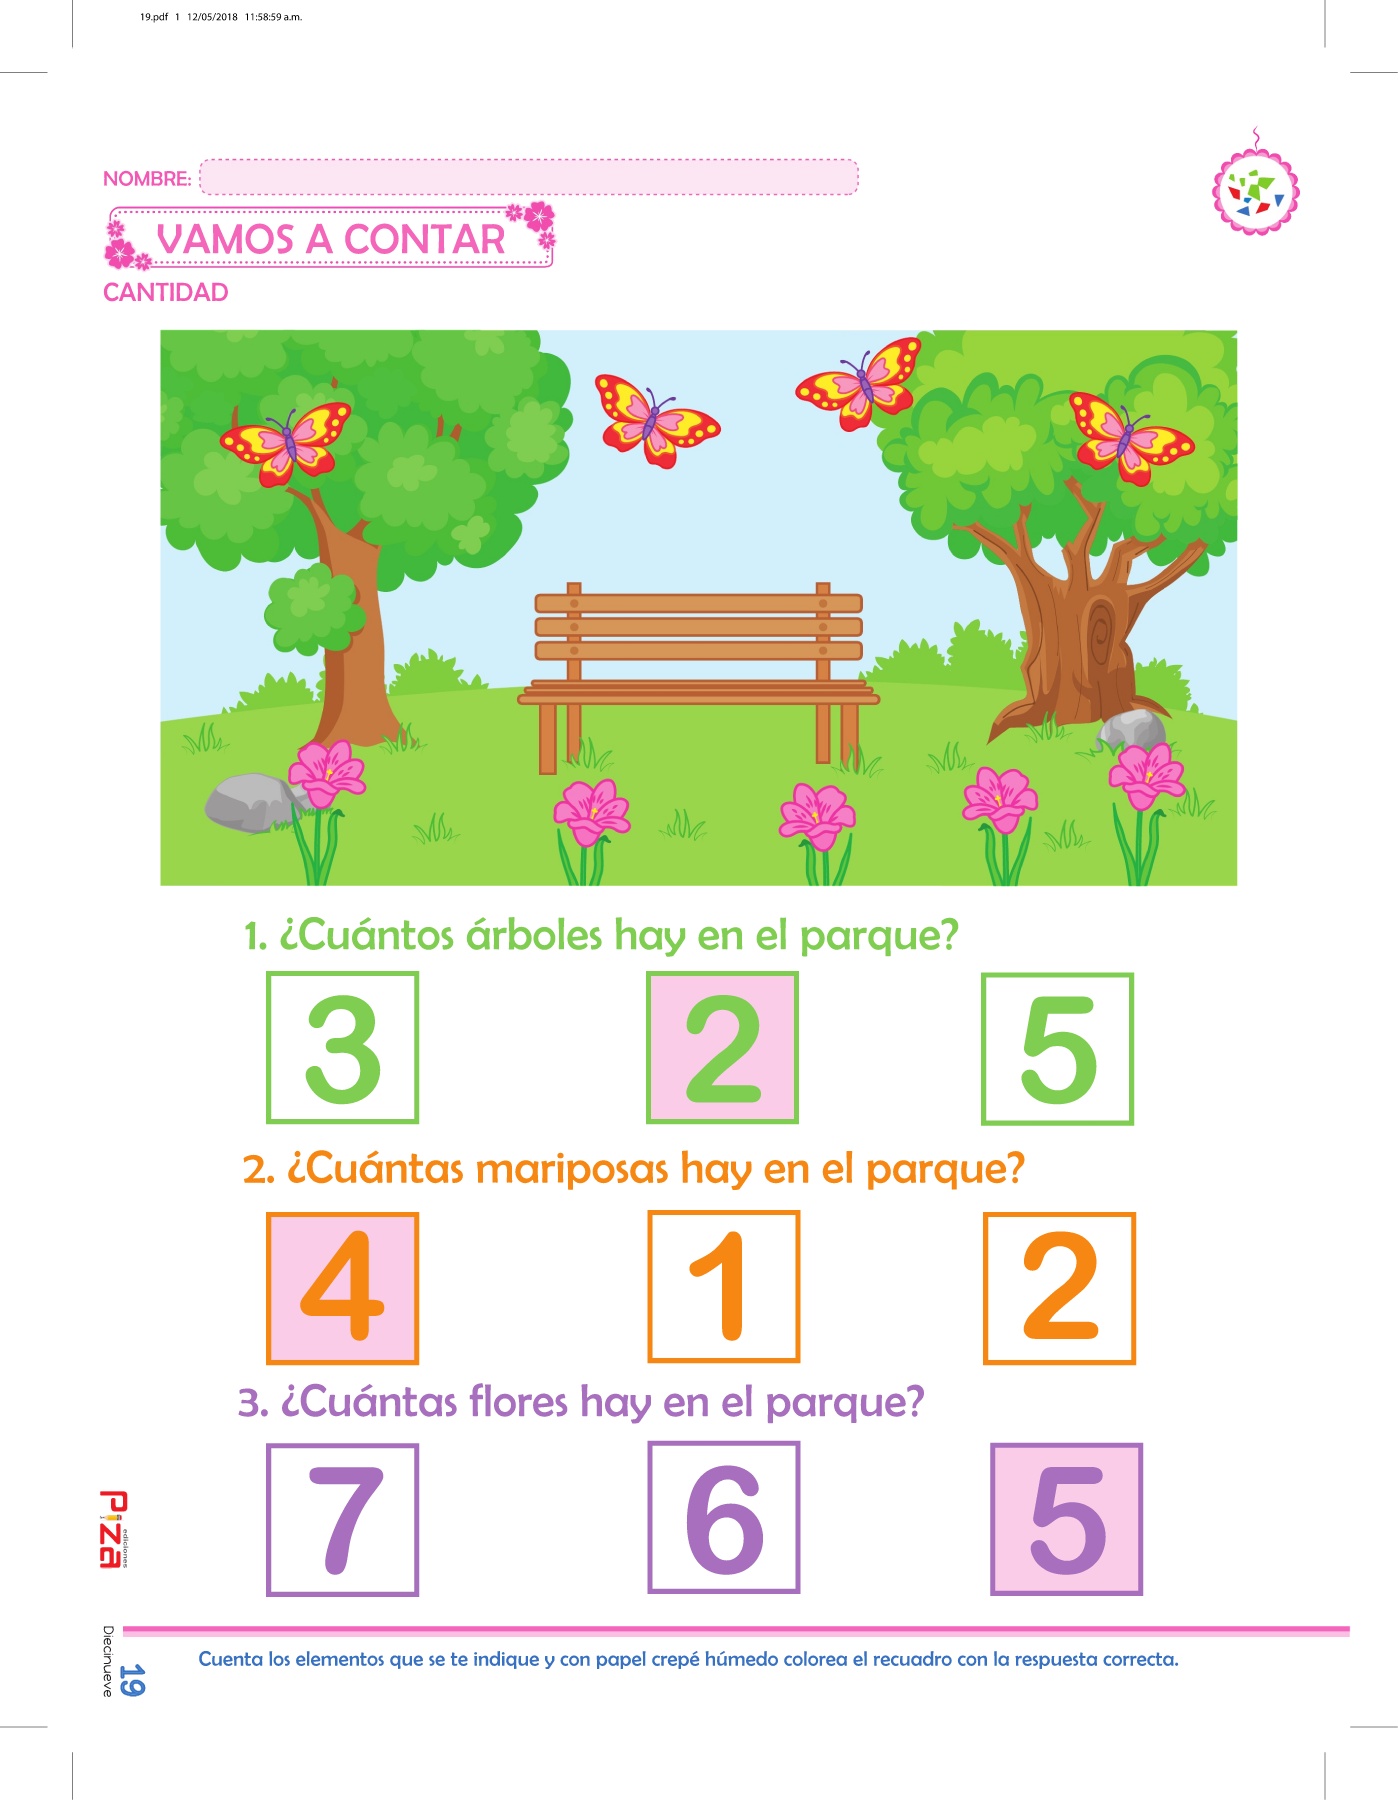 19.pdf 1 12/05/2018 11:58:59 a.m.
NOMBRE:
VAMOS A CONTAR
CANTIDAD
1. ¿Cuántos árboles hay en el parque?
3 2 5
2. ¿Cuántas mariposas hay en el parque?
4 1 2
3. ¿Cuántas flores hay en el parque?
7 6 5
Piza
ediciones
Diecinueve
19
Cuenta los elementos que se te indique y con papel crepé húmedo colorea el recuadro con la respuesta correcta.